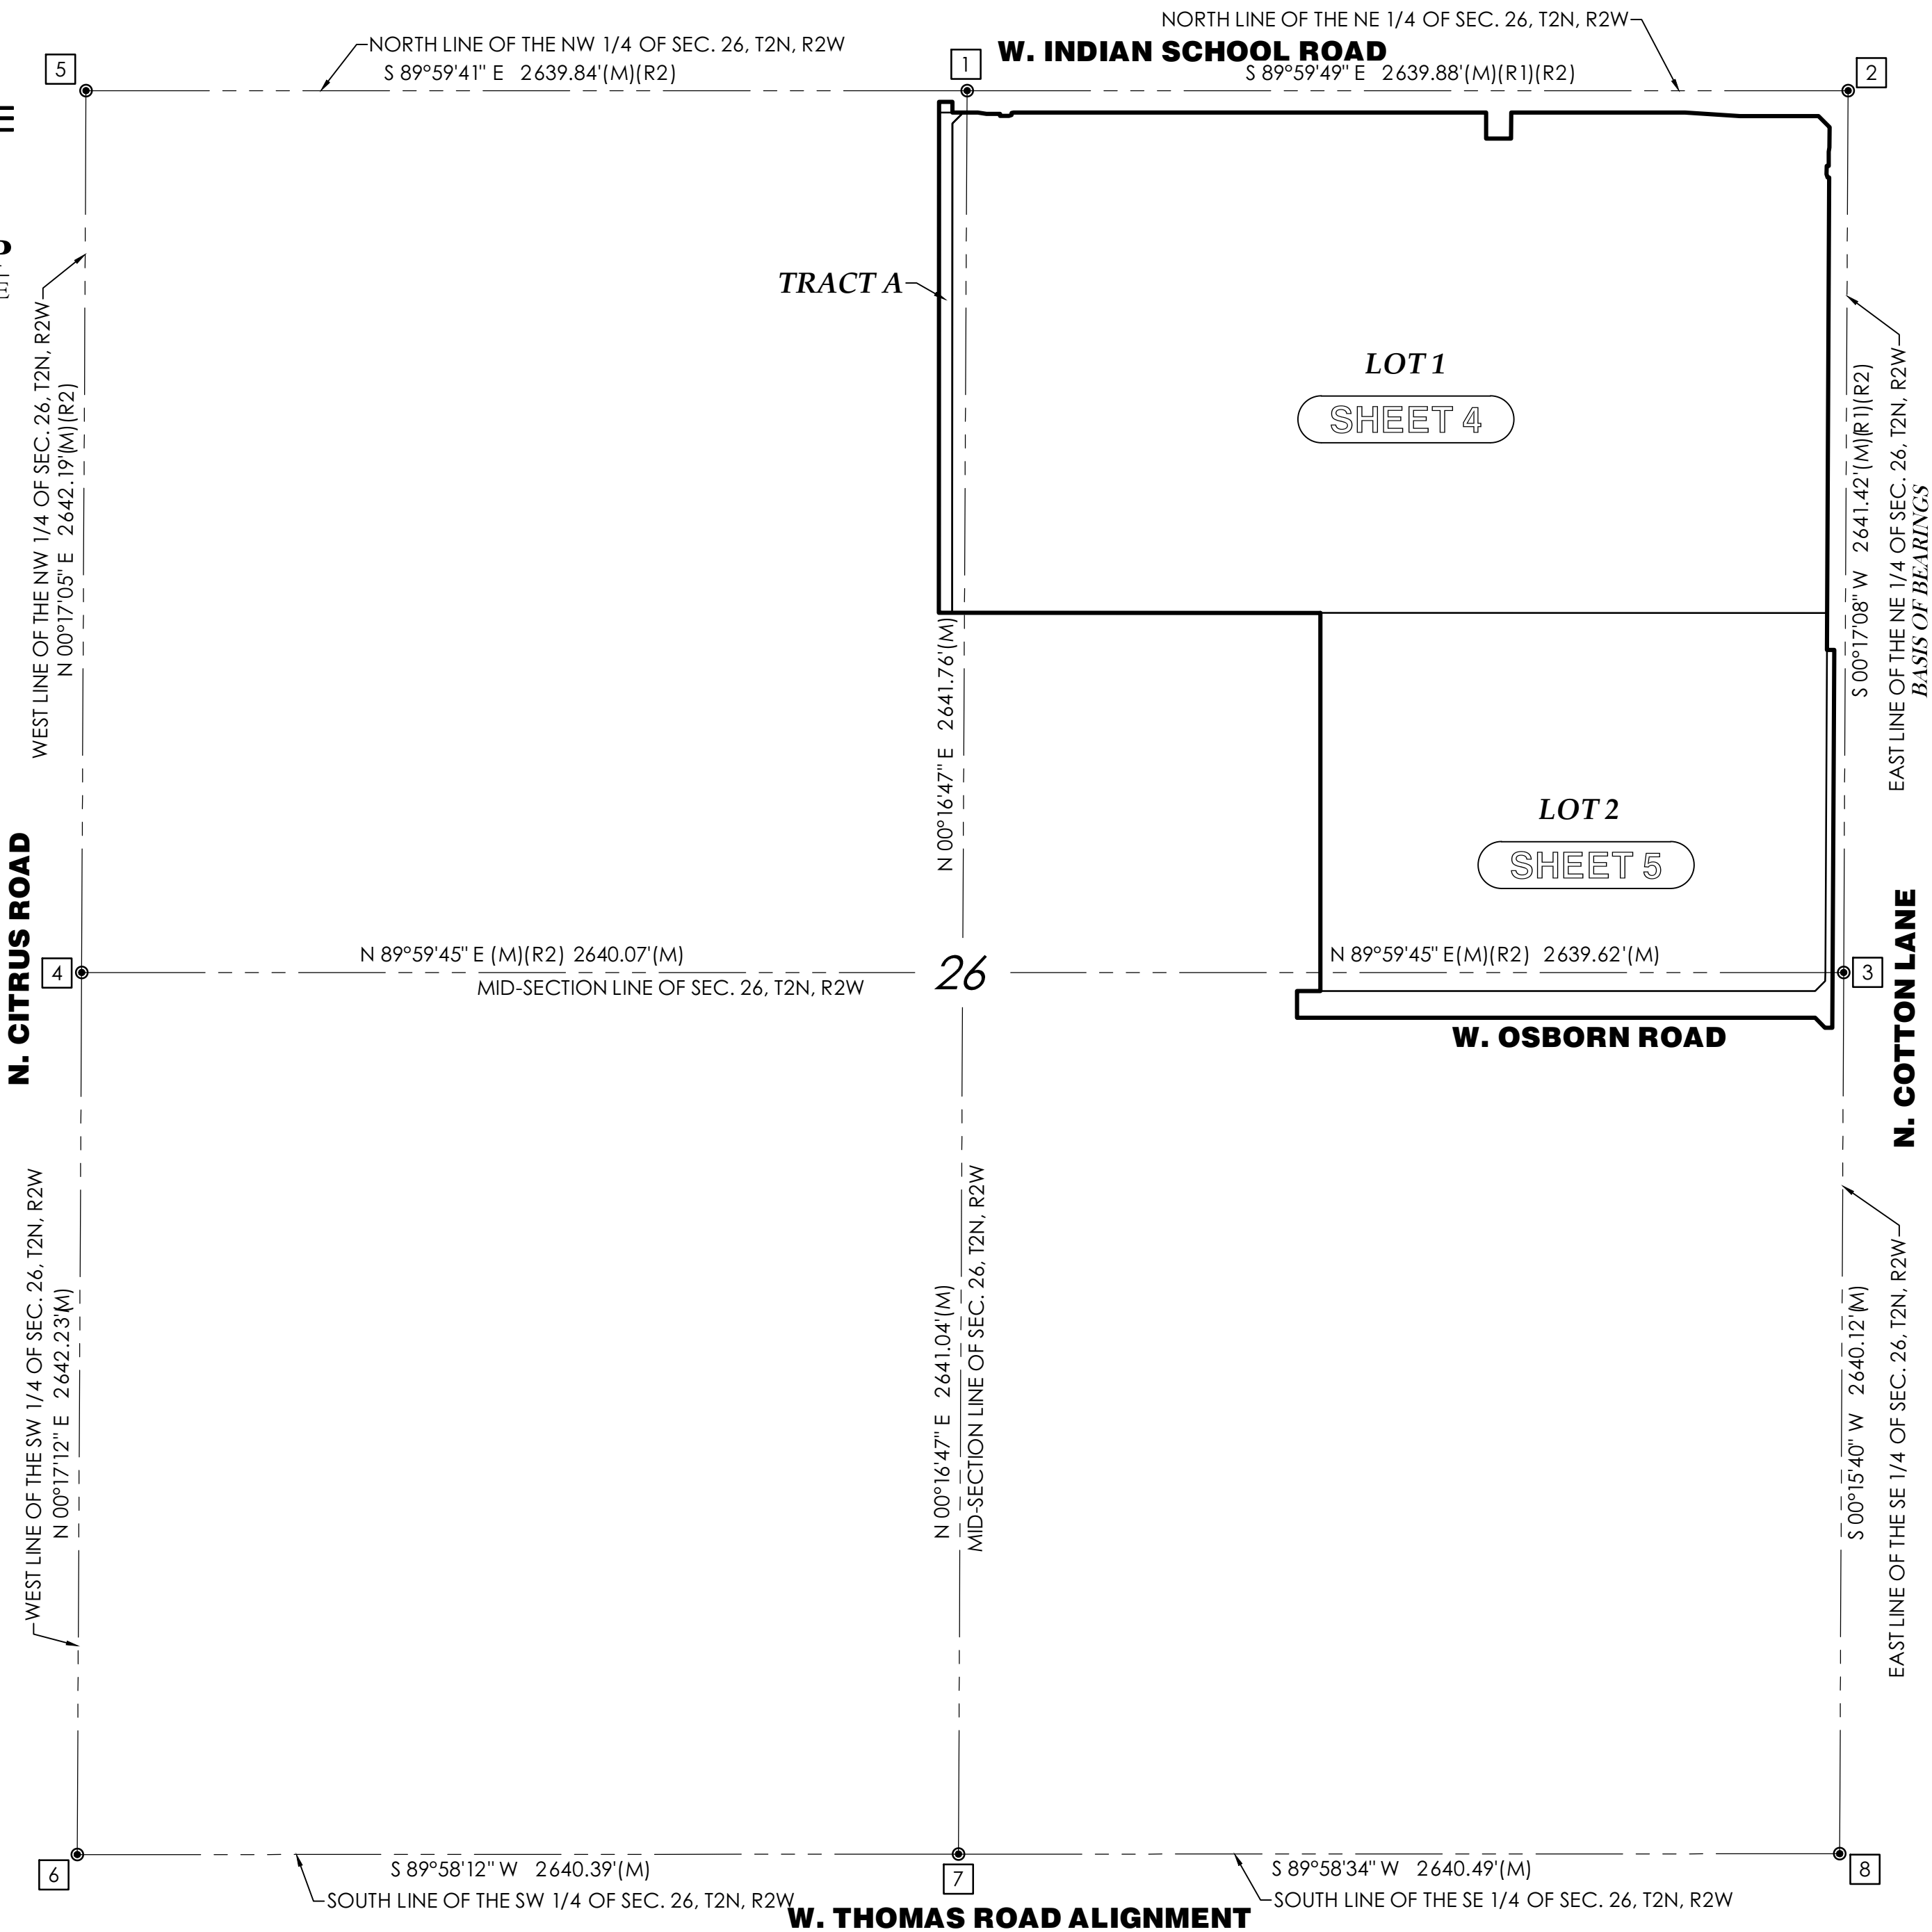 NORTH LINE OF THE NE 1/4 OF SEC. 26, T2N, R2W
NORTH LINE OF THE NW 1/4 OF SEC. 26, T2N, R2W
W. INDIAN SCHOOL ROAD
5
S 89°59'41" E 2639.84'(M)(R2)
1
S 89°59'49" E 2639.88'(M)(R1)(R2)
2
TRACT A
LOT 1
SHEET 4
WEST LINE OF THE NW 1/4 OF SEC. 26, T2N, R2W
N 00°17'05" E 2642.19'(M)(R2)
N 00°16'47" E 2641.76'(M)
S 00°17'08" W 2641.42'(M)(R1)(R2)
EAST LINE OF THE NE 1/4 OF SEC. 26, T2N, R2W
BASIS OF BEARINGS
LOT 2
SHEET 5
N. CITRUS ROAD
4
N 89°59'45" E (M)(R2) 2640.07'(M)
MID-SECTION LINE OF SEC. 26, T2N, R2W
26
N 89°59'45" E(M)(R2) 2639.62'(M)
3
N. COTTON LANE
W. OSBORN ROAD
WEST LINE OF THE SW 1/4 OF SEC. 26, T2N, R2W
N 00°17'12" E 2642.23'(M)
N 00°16'47" E 2641.04'(M)
MID-SECTION LINE OF SEC. 26, T2N, R2W
S 00°15'40" W 2640.12'(M)
EAST LINE OF THE SE 1/4 OF SEC. 26, T2N, R2W
6
S 89°58'12" W 2640.39'(M)
7
S 89°58'34" W 2640.49'(M)
8
SOUTH LINE OF THE SW 1/4 OF SEC. 26, T2N, R2W
SOUTH LINE OF THE SE 1/4 OF SEC. 26, T2N, R2W
W. THOMAS ROAD ALIGNMENT